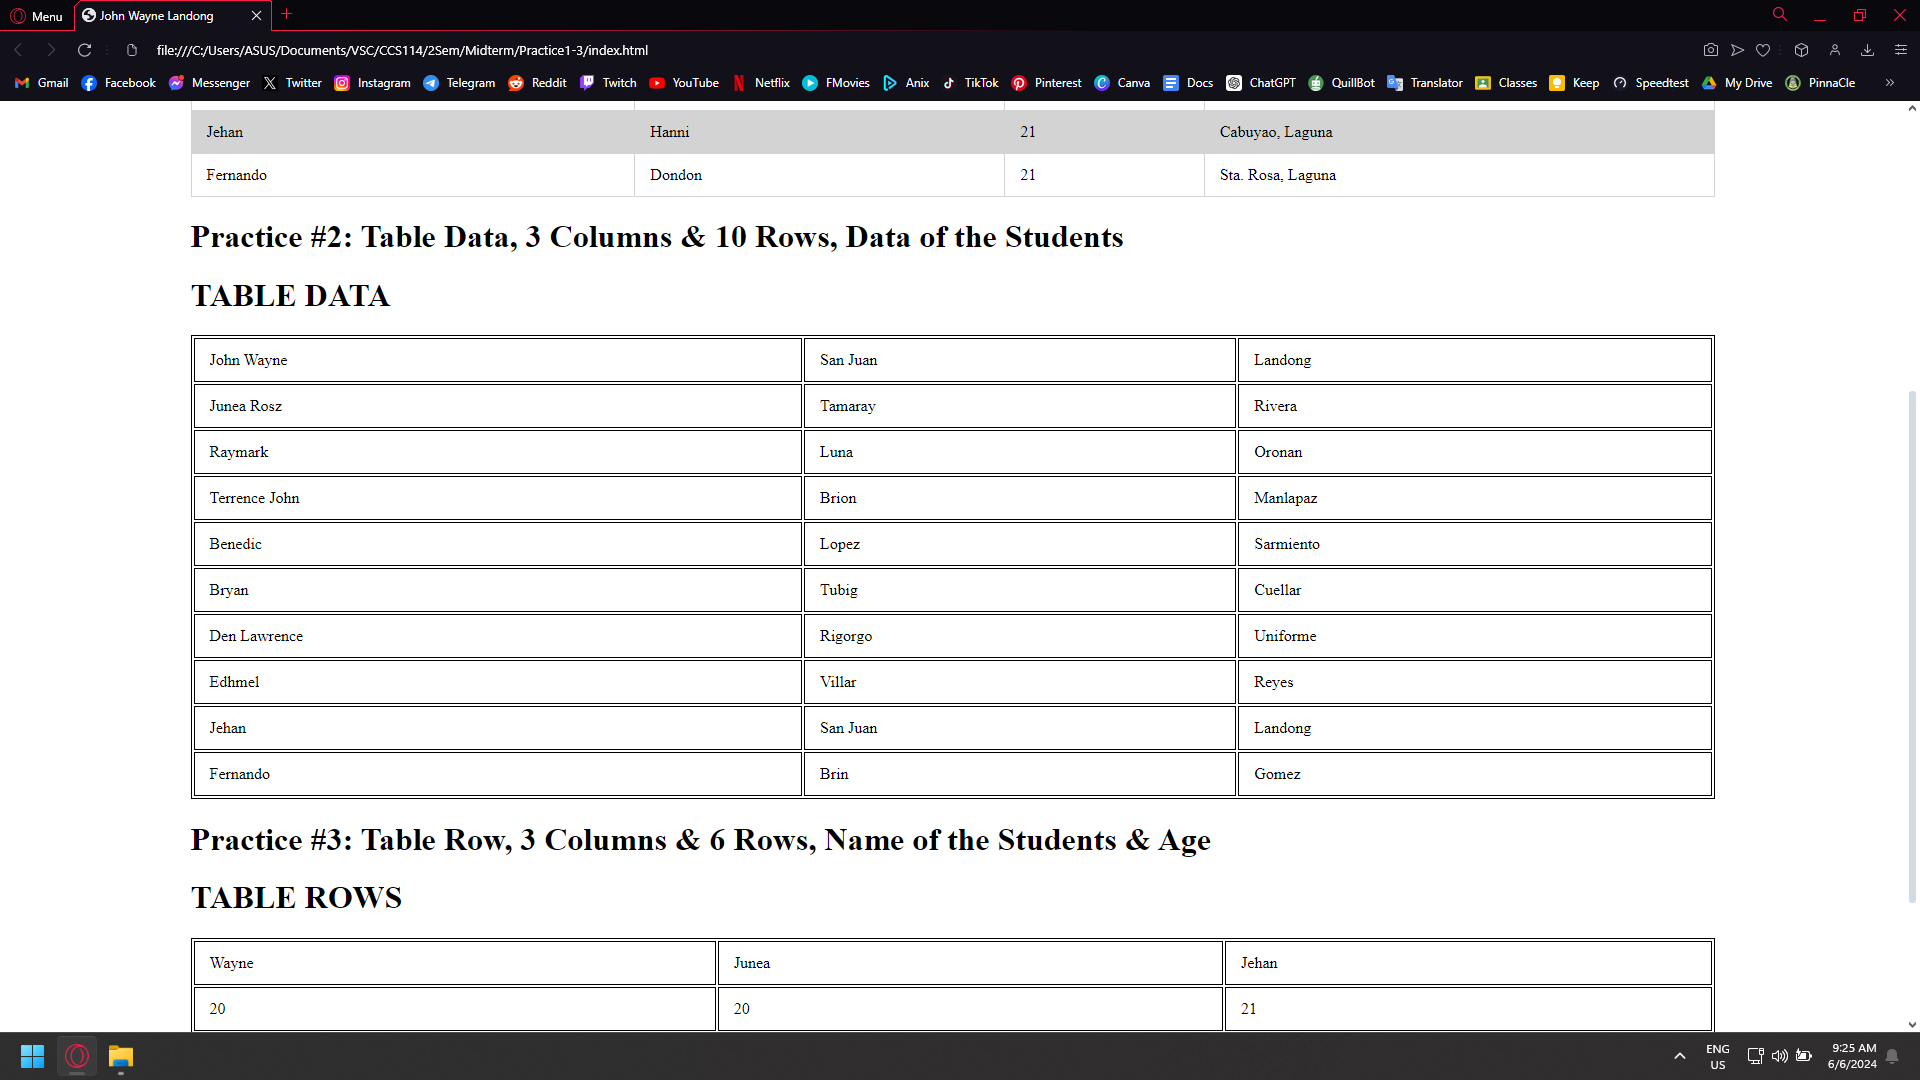 Menu John Wayne Landong
file:///C:/Users/ASUS/Documents/VSC/CCS114/2Sem/Midterm/Practice1-3/index.html
Gmail Facebook Messenger Twitter Instagram Telegram Reddit Twitch YouTube Netflix FMovies Anix TikTok Pinterest Canva Docs ChatGPT QuillBot Translator Classes Keep Speedtest My Drive PinnaCle
Jehan Hanni 21 Cabuyao, Laguna
Fernando Dondon 21 Sta. Rosa, Laguna
Practice #2: Table Data, 3 Columns & 10 Rows, Data of the Students
TABLE DATA
John Wayne San Juan Landong
Junea Rosz Tamaray Rivera
Raymark Luna Oronan
Terrence John Brion Manlapaz
Benedic Lopez Sarmiento
Bryan Tubig Cuellar
Den Lawrence Rigorgo Uniforme
Edhmel Villar Reyes
Jehan San Juan Landong
Fernando Brin Gomez
Practice #3: Table Row, 3 Columns & 6 Rows, Name of the Students & Age
TABLE ROWS
Wayne Junea Jehan
20 20 21
ENG 9:25 AM
US 6/6/2024